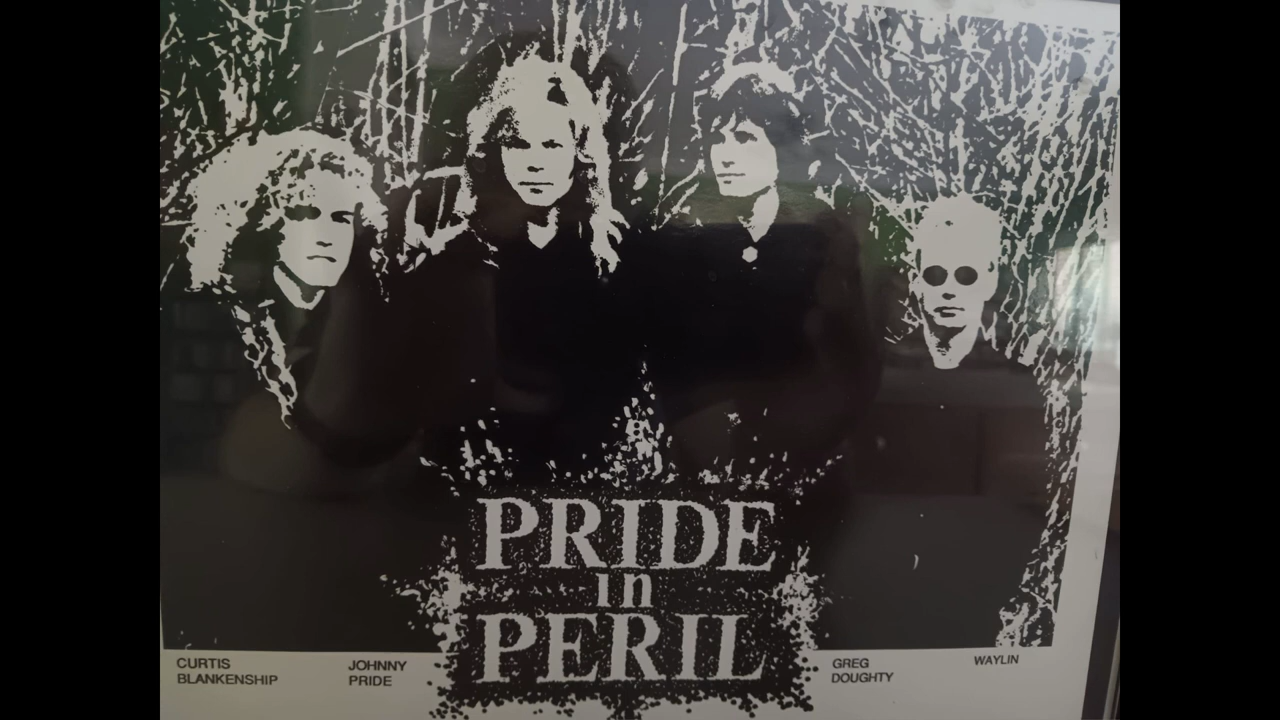 PRIDE
in
PERIL
CURTIS
BLANKENSHIP
JOHNNY
PRIDE
GREG
DOUGHTY
WAYLIN